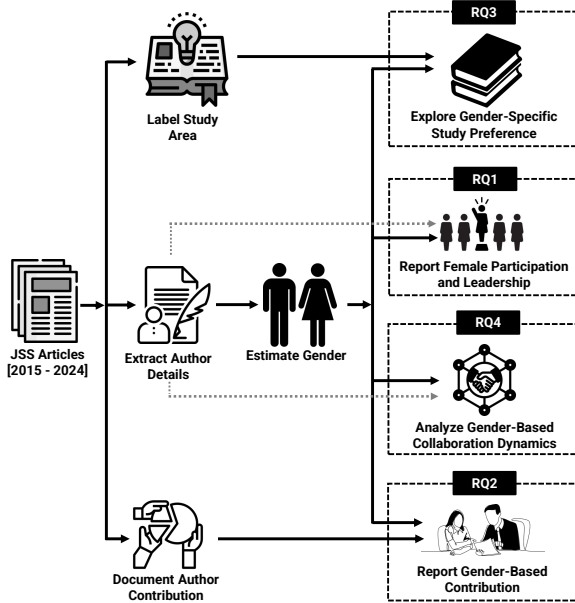 RQ3
Label Study
Area
Explore Gender-Specific
Study Preference
RQ1
Report Female Participation
and Leadership
JSS Articles
[2015 - 2024]
Extract Author
Details
Estimate Gender
RQ4
Analyze Gender-Based
Collaboration Dynamics
RQ2
Document Author
Contribution
Report Gender-Based
Contribution